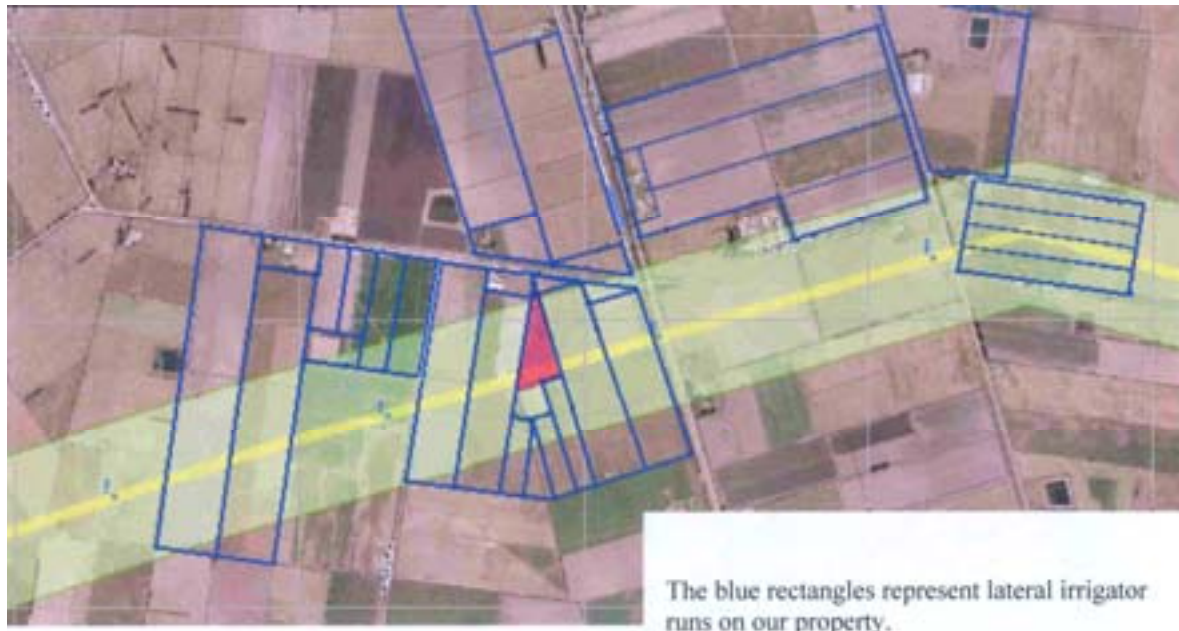 The blue rectangles represent lateral irrigator
runs on our property.